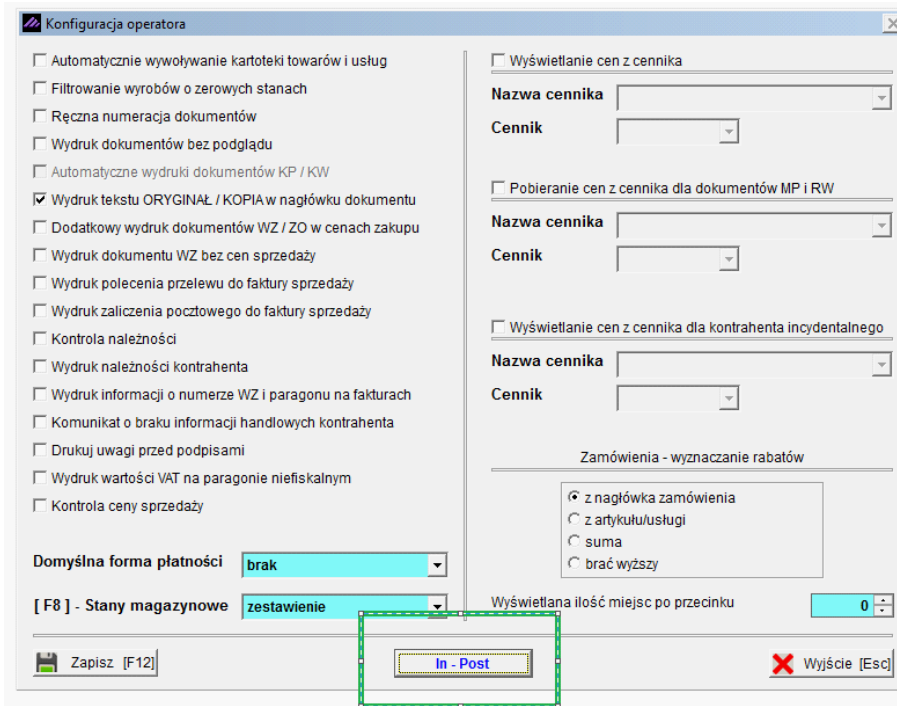 Konfiguracja operatora
Automatycznie wywoływanie kartoteki towarów i usług
Filtrowanie wyrobów o zerowych stanach
Ręczna numeracja dokumentów
Wydruk dokumentów bez podglądu
Automatyczne wydruki dokumentów KP / KW
Wydruk tekstu ORYGINAŁ / KOPIA w nagłówku dokumentu
Dodatkowy wydruk dokumentów WZ / ZO w cenach zakupu
Wydruk dokumentu WZ bez cen sprzedaży
Wydruk polecenia przelewu do faktury sprzedaży
Wydruk zaliczenia pocztowego do faktury sprzedaży
Kontrola należności
Wydruk należności kontrahenta
Wydruk informacji o numerze WZ i paragonu na fakturach
Komunikat o braku informacji handlowych kontrahenta
Drukuj uwagi przed podpisami
Wydruk wartości VAT na paragonie niefiskalnym
Kontrola ceny sprzedaży
Domyślna forma płatności brak
[ F8 ] - Stany magazynowe zestawienie
Wyświetlanie cen z cennika
Nazwa cennika
Cennik
Pobieranie cen z cennika dla dokumentów MP i RW
Nazwa cennika
Cennik
Wyświetlanie cen z cennika dla kontrahenta incydentalnego
Nazwa cennika
Cennik
Zamówienia - wyznaczanie rabatów
z nagłówka zamówienia
z artykułu/usługi
suma
brać wyższy
Wyświetlana ilość miejsc po przecinku 0
Zapisz [F12]
In - Post
Wyjście [Esc]